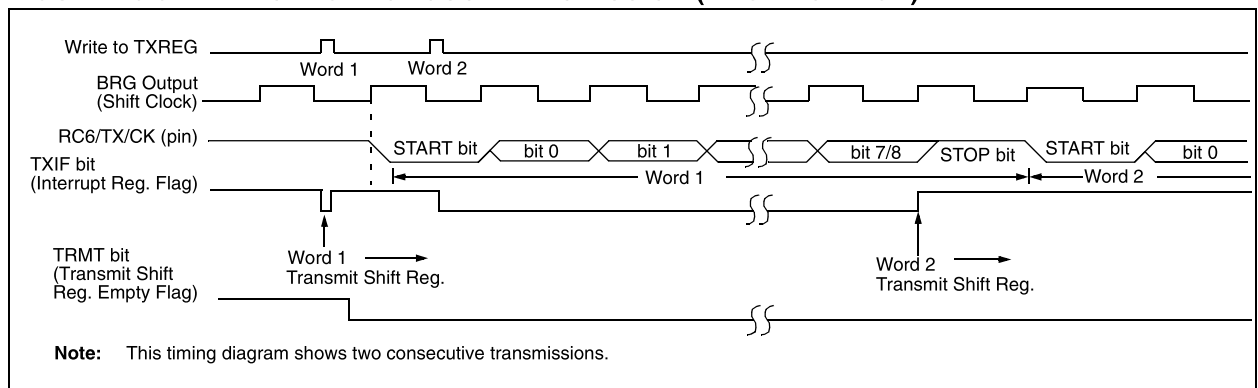 Write to TXREG
Word 1
Word 2
BRG Output
(Shift Clock)
RC6/TX/CK (pin)
START bit
bit 0
bit 1
bit 7/8
STOP bit
START bit
bit 0
TXIF bit
(Interrupt Reg. Flag)
Word 1
Word 2
TRMT bit
(Transmit Shift
Reg. Empty Flag)
Word 1
Transmit Shift Reg.
Word 2
Transmit Shift Reg.
Note: This timing diagram shows two consecutive transmissions.